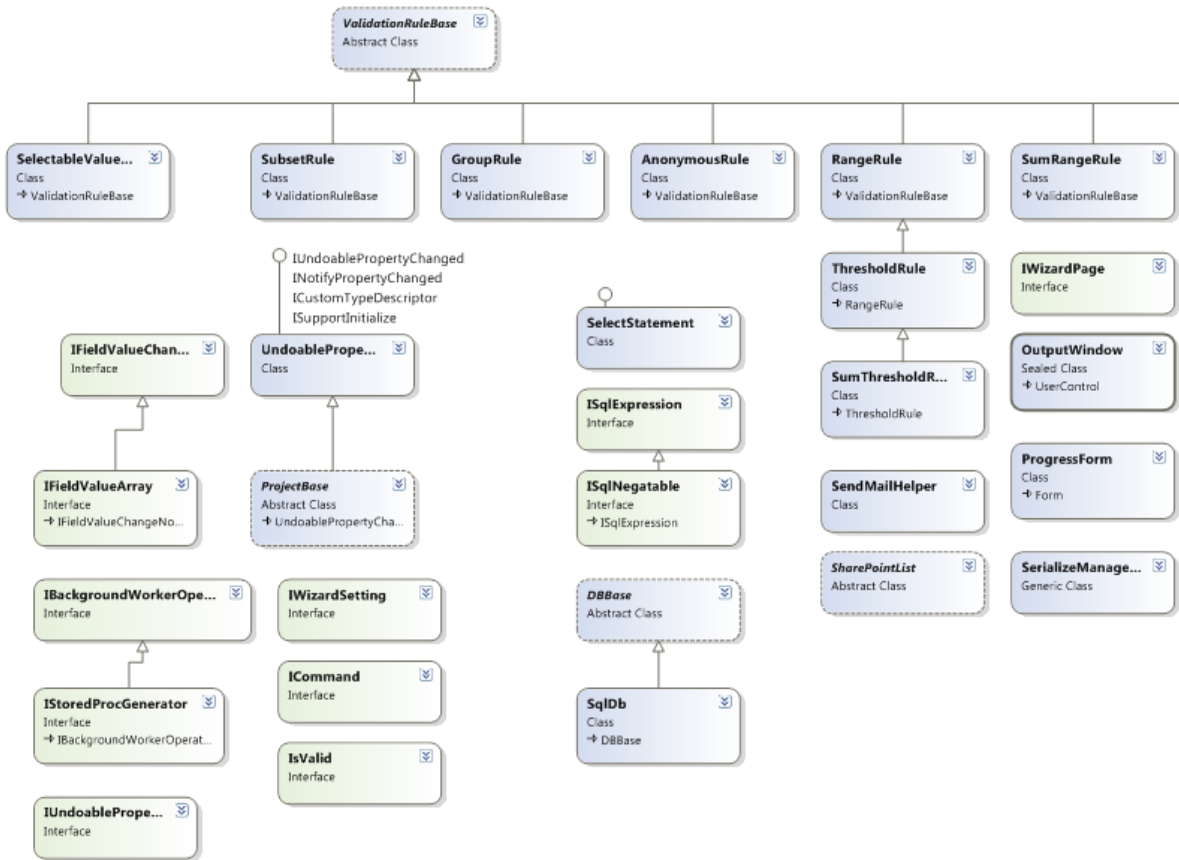 ValidationRuleBase
Abstract Class
SelectableValue...
Class
ValidationRuleBase
SubsetRule
Class
ValidationRuleBase
GroupRule
Class
ValidationRuleBase
AnonymousRule
Class
ValidationRuleBase
RangeRule
Class
ValidationRuleBase
SumRangeRule
Class
ValidationRuleBase
IUndoablePropertyChanged
INotifyPropertyChanged
ICustomTypeDescriptor
ISupportInitialize
ThresholdRule
Class
RangeRule
IWizardPage
Interface
IFieldValueChan...
Interface
UndoablePrope...
Class
SelectStatement
Class
OutputWindow
Sealed Class
UserControl
ISqlExpression
Interface
SumThresholdR...
Class
ThresholdRule
IFieldValueArray
Interface
IFieldValueChangeNo...
ProjectBase
Abstract Class
UndoablePropertyCha...
ISqlNegatable
Interface
ISqlExpression
SendMailHelper
Class
ProgressForm
Class
Form
IBackgroundWorkerOpe...
Interface
IWizardSetting
Interface
DBBase
Abstract Class
SharePointList
Abstract Class
SerializeManage...
Generic Class
ICommand
Interface
IStoredProcGenerator
Interface
IBackgroundWorkerOperat...
SqlDb
Class
DBBase
IsValid
Interface
IUndoablePrope...
Interface